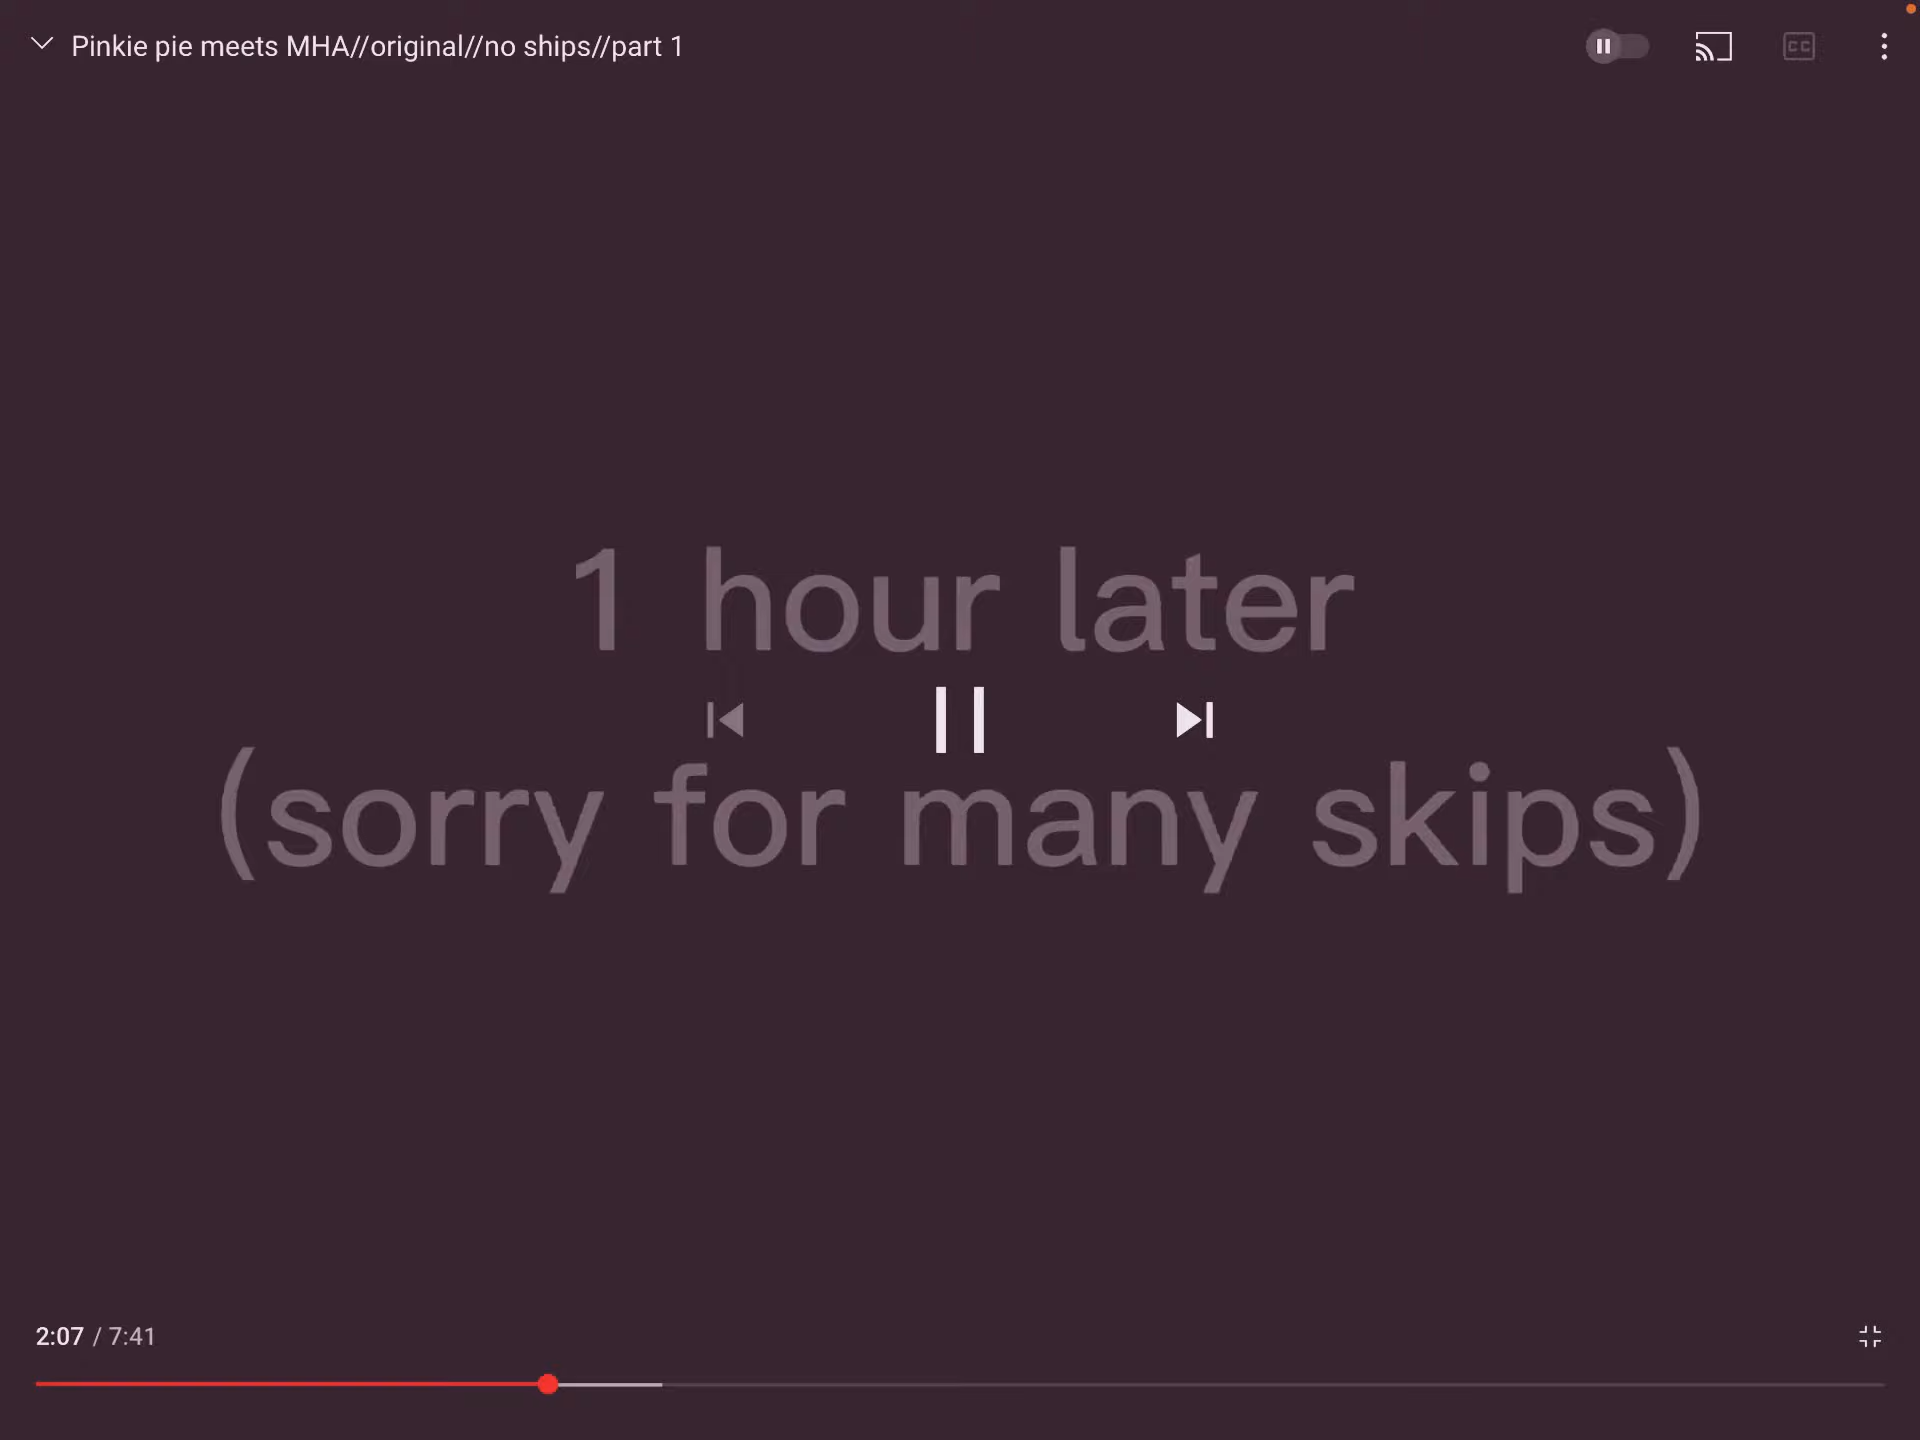 Pinkie pie meets MHA//original//no ships//part 1
CC
1 hour later
(sorry for many skips)
2:07 / 7:41